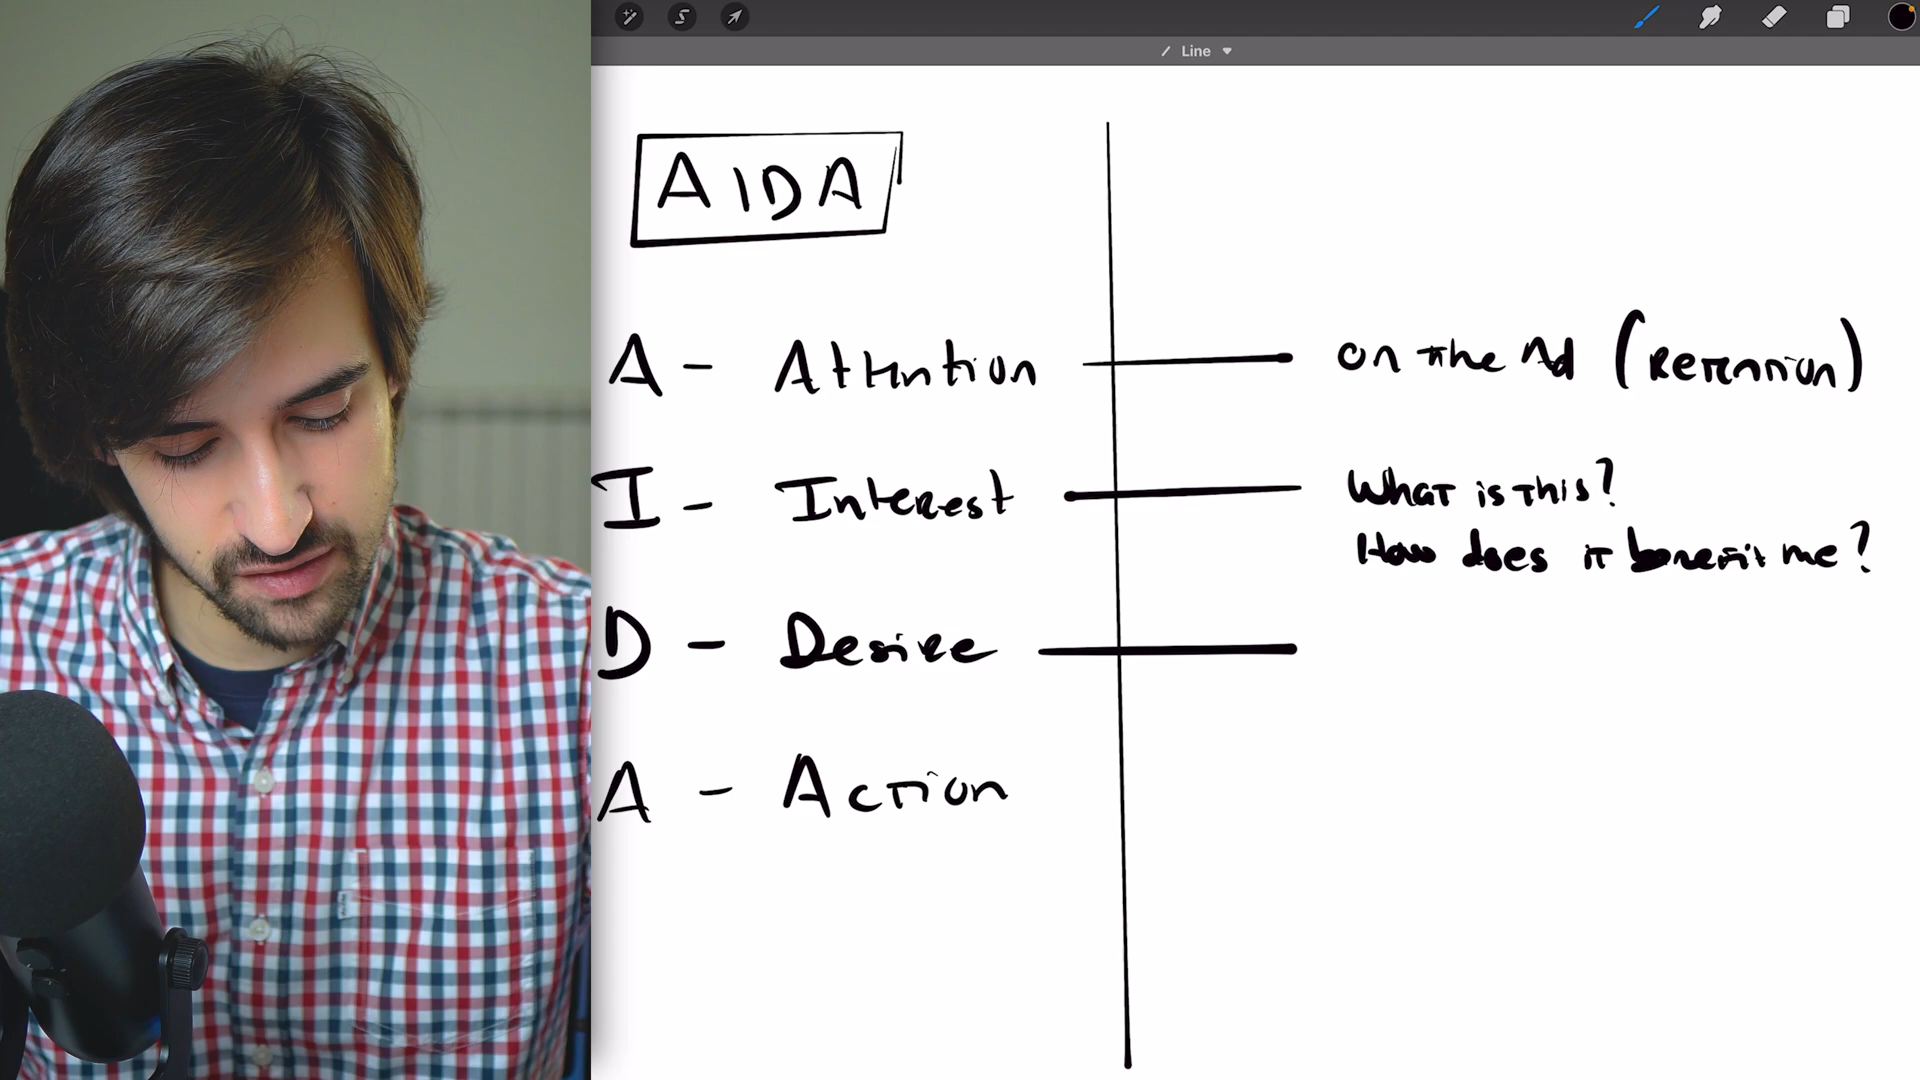 Line
AIDA
A - Attention on the Ad (Retention)
I - Interest What is this?
How does it benefit me?
D - Desire
A - Action